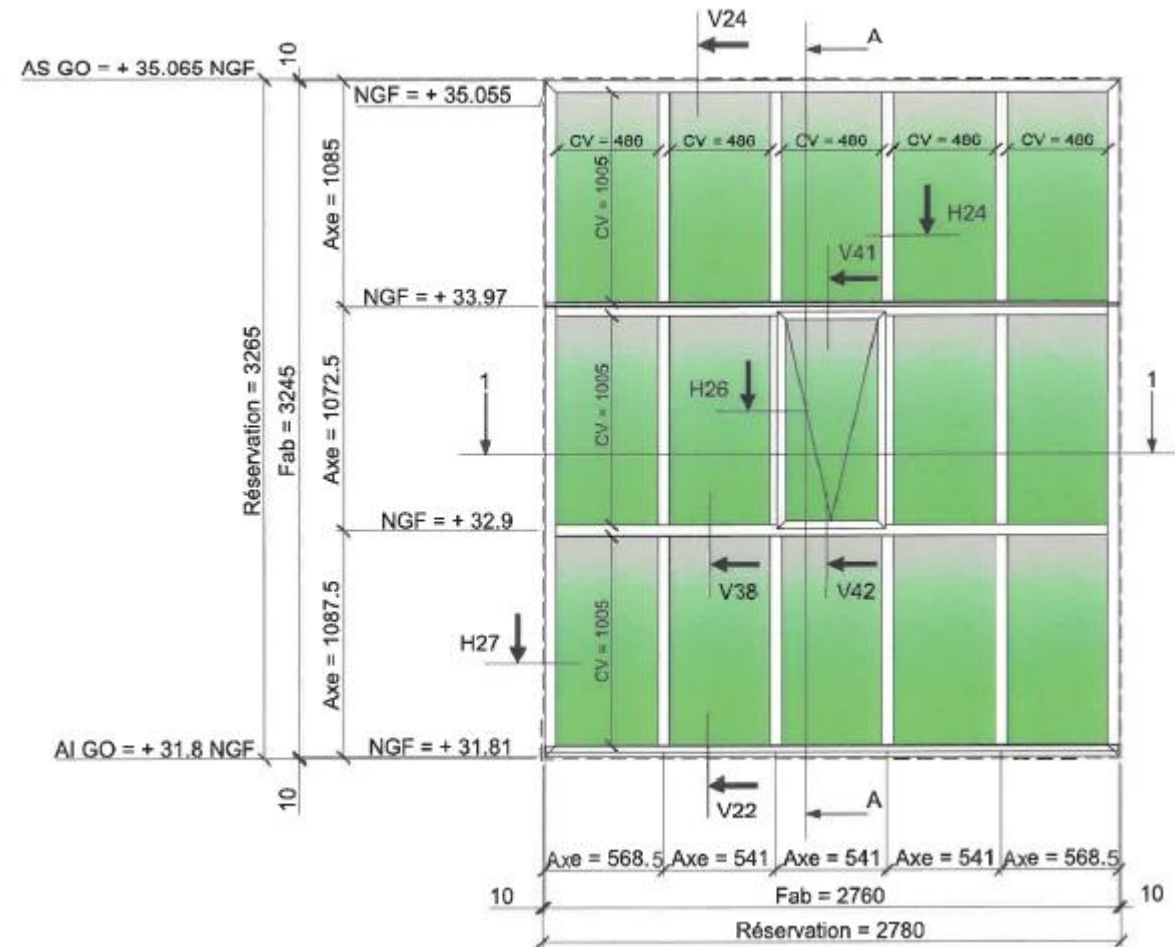 V24
A
10
AS GO = + 35.065 NGF
NGF = + 35.055
CV = 486
CV = 486
CV = 486
CV = 486
CV = 486
Axe = 1085
CV = 1005
H24
V41
NGF = + 33.97
Réservation = 3265
Fab = 3245
Axe = 1072.5
CV = 1005
H26
1
1
NGF = + 32.9
V38
V42
H27
Axe = 1087.5
CV = 1005
AI GO = + 31.8 NGF
NGF = + 31.81
10
V22
A
Axe = 568.5
Axe = 541
Axe = 541
Axe = 541
Axe = 568.5
10
Fab = 2760
10
Réservation = 2780